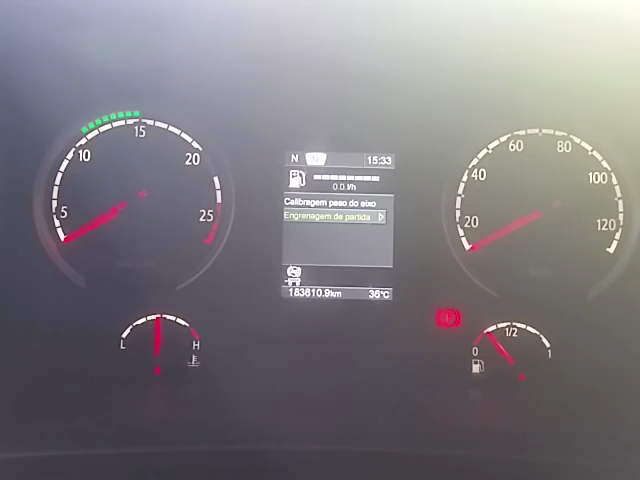 5
10
15
20
25
N
15:33
0.0 l/h
Calibragem peso do eixo
Engrenagem de partida
183610.9km 36°C
20
40
60
80
100
120
L H
0 1/2 1